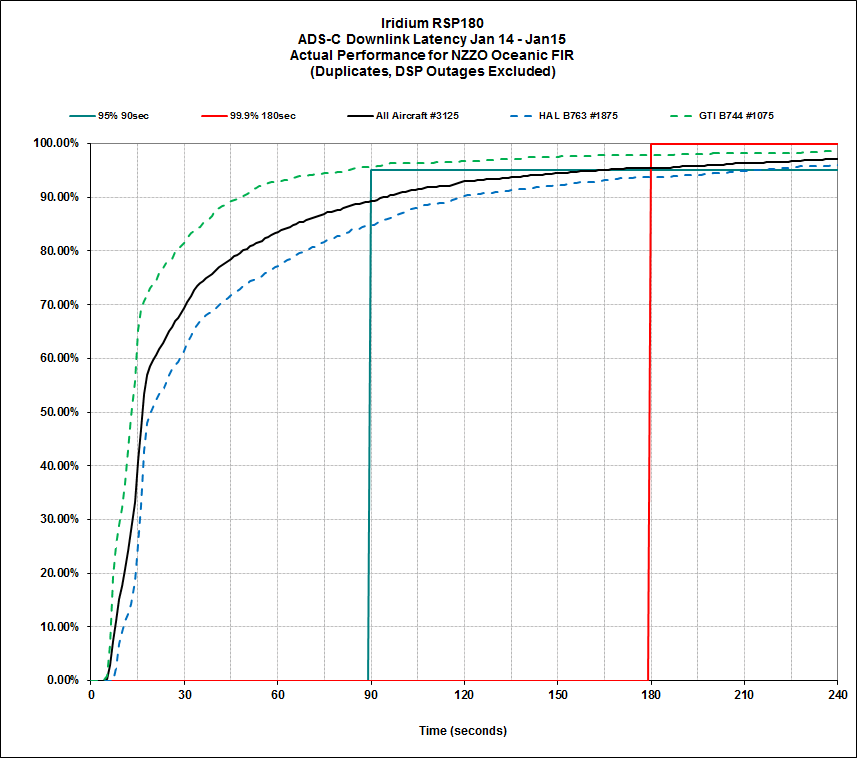 Iridium RSP180
ADS-C Downlink Latency Jan 14 - Jan15
Actual Performance for NZZO Oceanic FIR
(Duplicates, DSP Outages Excluded)
95% 90sec 99.9% 180sec All Aircraft #3125 HAL B763 #1875 GTI B744 #1075
100.00%
90.00%
80.00%
70.00%
60.00%
50.00%
40.00%
30.00%
20.00%
10.00%
0.00%
0 30 60 90 120 150 180 210 240
Time (seconds)